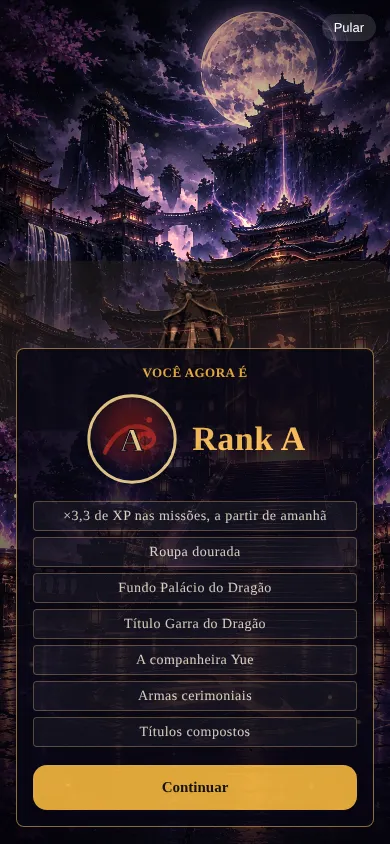 Pular
VOCÊ AGORA É
A
Rank A
×3,3 de XP nas missões, a partir de amanhã
Roupa dourada
Fundo Palácio do Dragão
Título Garra do Dragão
A companheira Yue
Armas cerimoniais
Títulos compostos
Continuar